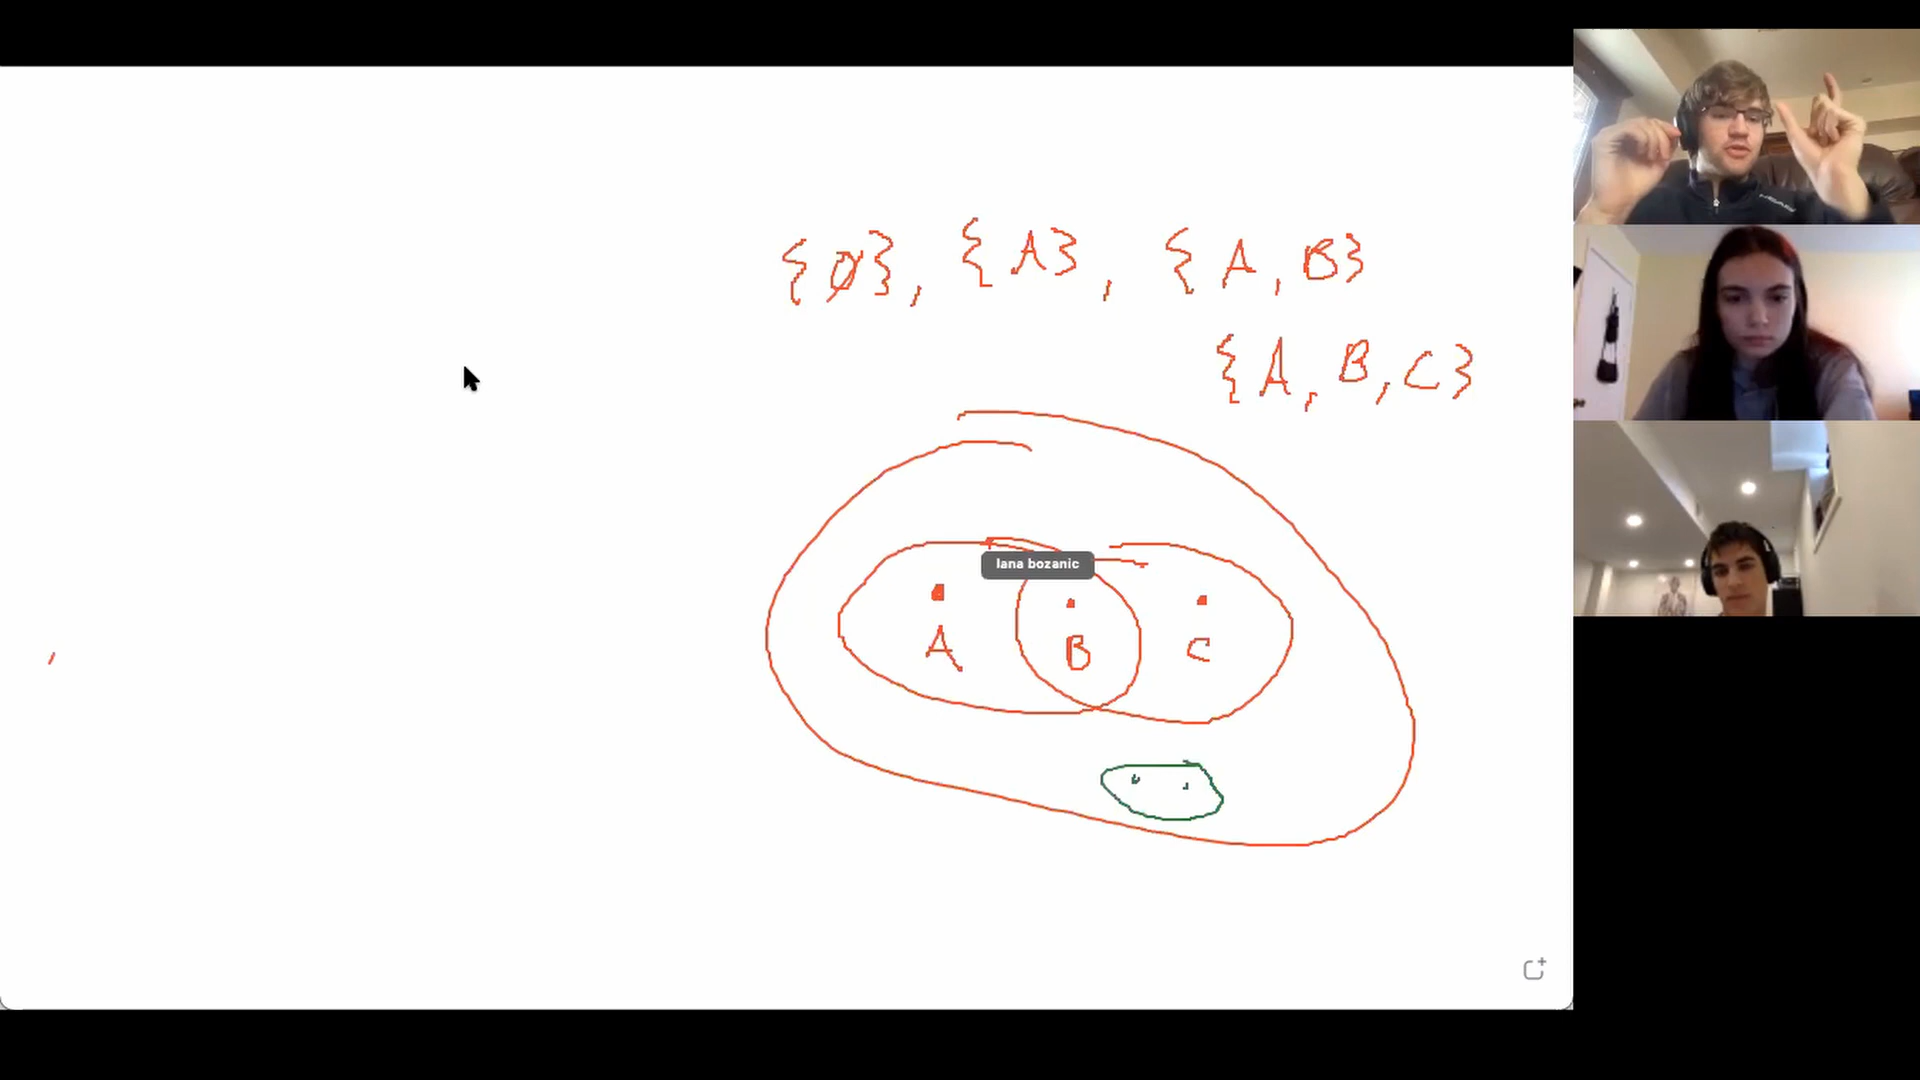 {∅}, {A}, {A, B}
{A, B, C}
lana bozanic
A B C